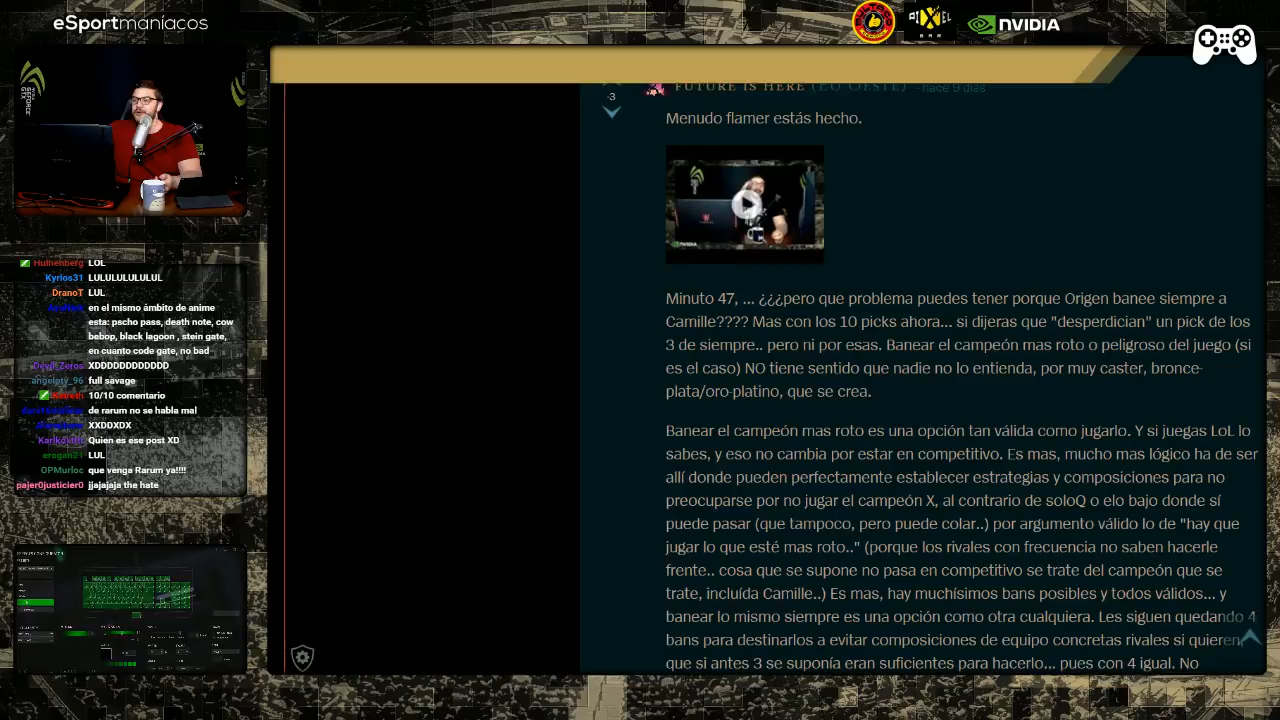 eSportmaníacos
NVIDIA
-3
FUTURE IS HERE (EU OESTE) - hace 9 días
Menudo flamer estás hecho.
Minuto 47, ... ¿¿¿pero que problema puedes tener porque Origen banee siempre a
Camille???? Mas con los 10 picks ahora... si dijeras que "desperdician" un pick de los
3 de siempre.. pero ni por esas. Banear el campeón mas roto o peligroso del juego (si
es el caso) NO tiene sentido que nadie no lo entienda, por muy caster, bronce-
plata/oro-platino, que se crea.
Banear el campeón mas roto es una opción tan válida como jugarlo. Y si juegas LoL lo
sabes, y eso no cambia por estar en competitivo. Es mas, mucho mas lógico ha de ser
allí donde pueden perfectamente establecer estrategias y composiciones para no
preocuparse por no jugar el campeón X, al contrario de soloQ o elo bajo donde sí
puede pasar (que tampoco, pero puede colar..) por argumento válido lo de "hay que
jugar lo que esté mas roto.." (porque los rivales con frecuencia no saben hacerle
frente.. cosa que se supone no pasa en competitivo se trate del campeón que se
trate, incluída Camille..) Es mas, hay muchísimos bans posibles y todos válidos... y
banear lo mismo siempre es una opción como otra cualquiera. Les siguen quedando 4
bans para destinarlos a evitar composiciones de equipo concretas rivales si quieren,
que si antes 3 se suponía eran suficientes para hacerlo... pues con 4 igual. No
LOL
Kyrios31 LULULULULULUL
DranoT LUL
en el mismo ámbito de anime
esta: pscho pass, death note, cow
bebop, black lagoon , stein gate,
en cuanto code gate, no bad
Devil_Zeros XDDDDDDDDDDDD
angeloty_96 full savage
10/10 comentario
de rarum no se habla mal
XXDDXDX
Quien es ese post XD
erogan21 LUL
OPMurloc que venga Rarum ya!!!!
pajer0justicier0 jjajajaja the hate